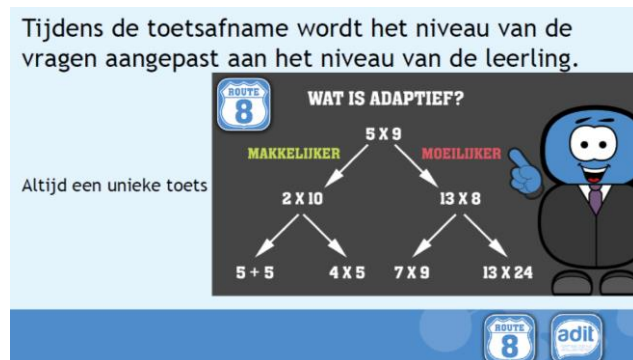 Tijdens de toetsafname wordt het niveau van de
vragen aangepast aan het niveau van de leerling.
ROUTE
8
WAT IS ADAPTIEF?
5 X 9
MAKKELIJKER
MOEILIJKER
Altijd een unieke toets
2 X 10
13 X 8
5 + 5
4 X 5
7 X 9
13 X 24
ROUTE
8
adit